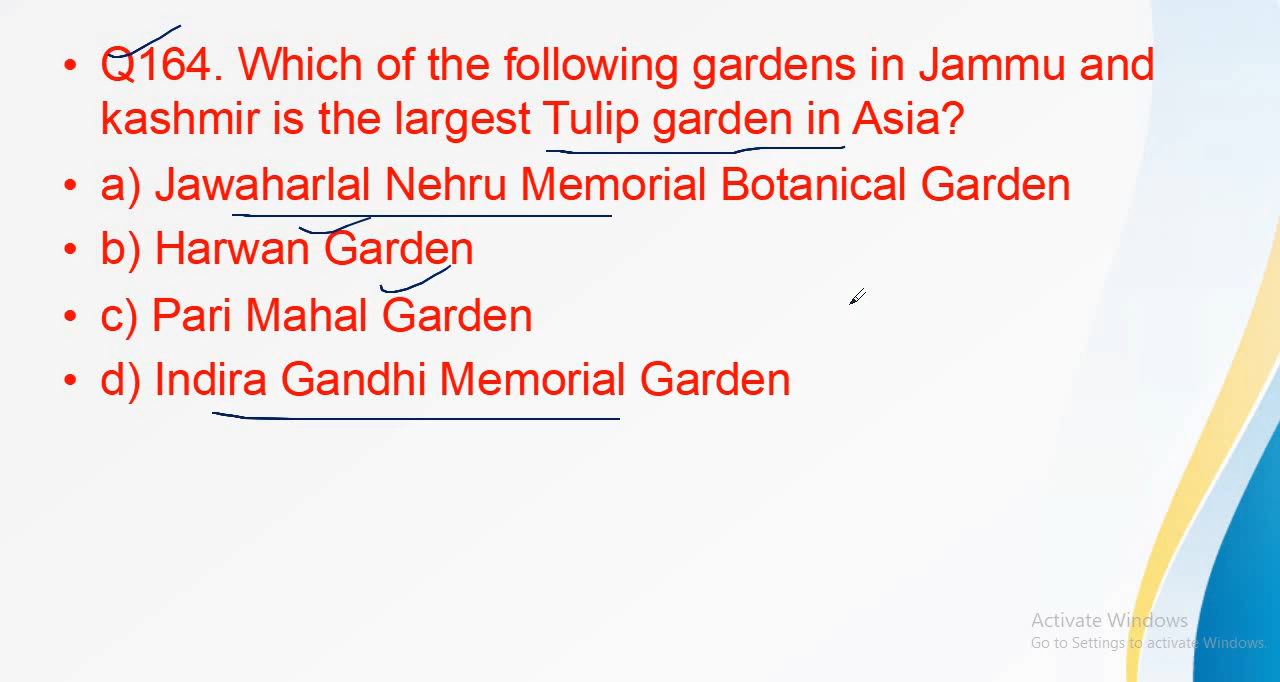 • Q164. Which of the following gardens in Jammu and
kashmir is the largest Tulip garden in Asia?
• a) Jawaharlal Nehru Memorial Botanical Garden
• b) Harwan Garden
• c) Pari Mahal Garden
• d) Indira Gandhi Memorial Garden
Activate Windows
Go to Settings to activate Windows.